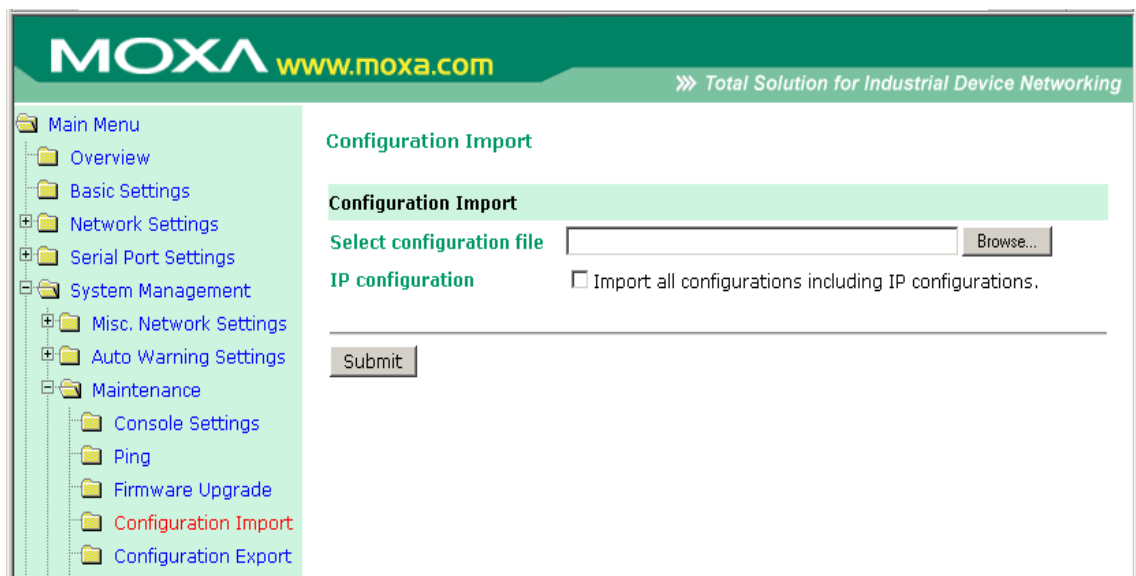 MOXA www.moxa.com
Total Solution for Industrial Device Networking
Main Menu
Overview
Basic Settings
Network Settings
Serial Port Settings
System Management
Misc. Network Settings
Auto Warning Settings
Maintenance
Console Settings
Ping
Firmware Upgrade
Configuration Import
Configuration Export
Configuration Import
Configuration Import
Select configuration file Browse...
IP configuration Import all configurations including IP configurations.
Submit